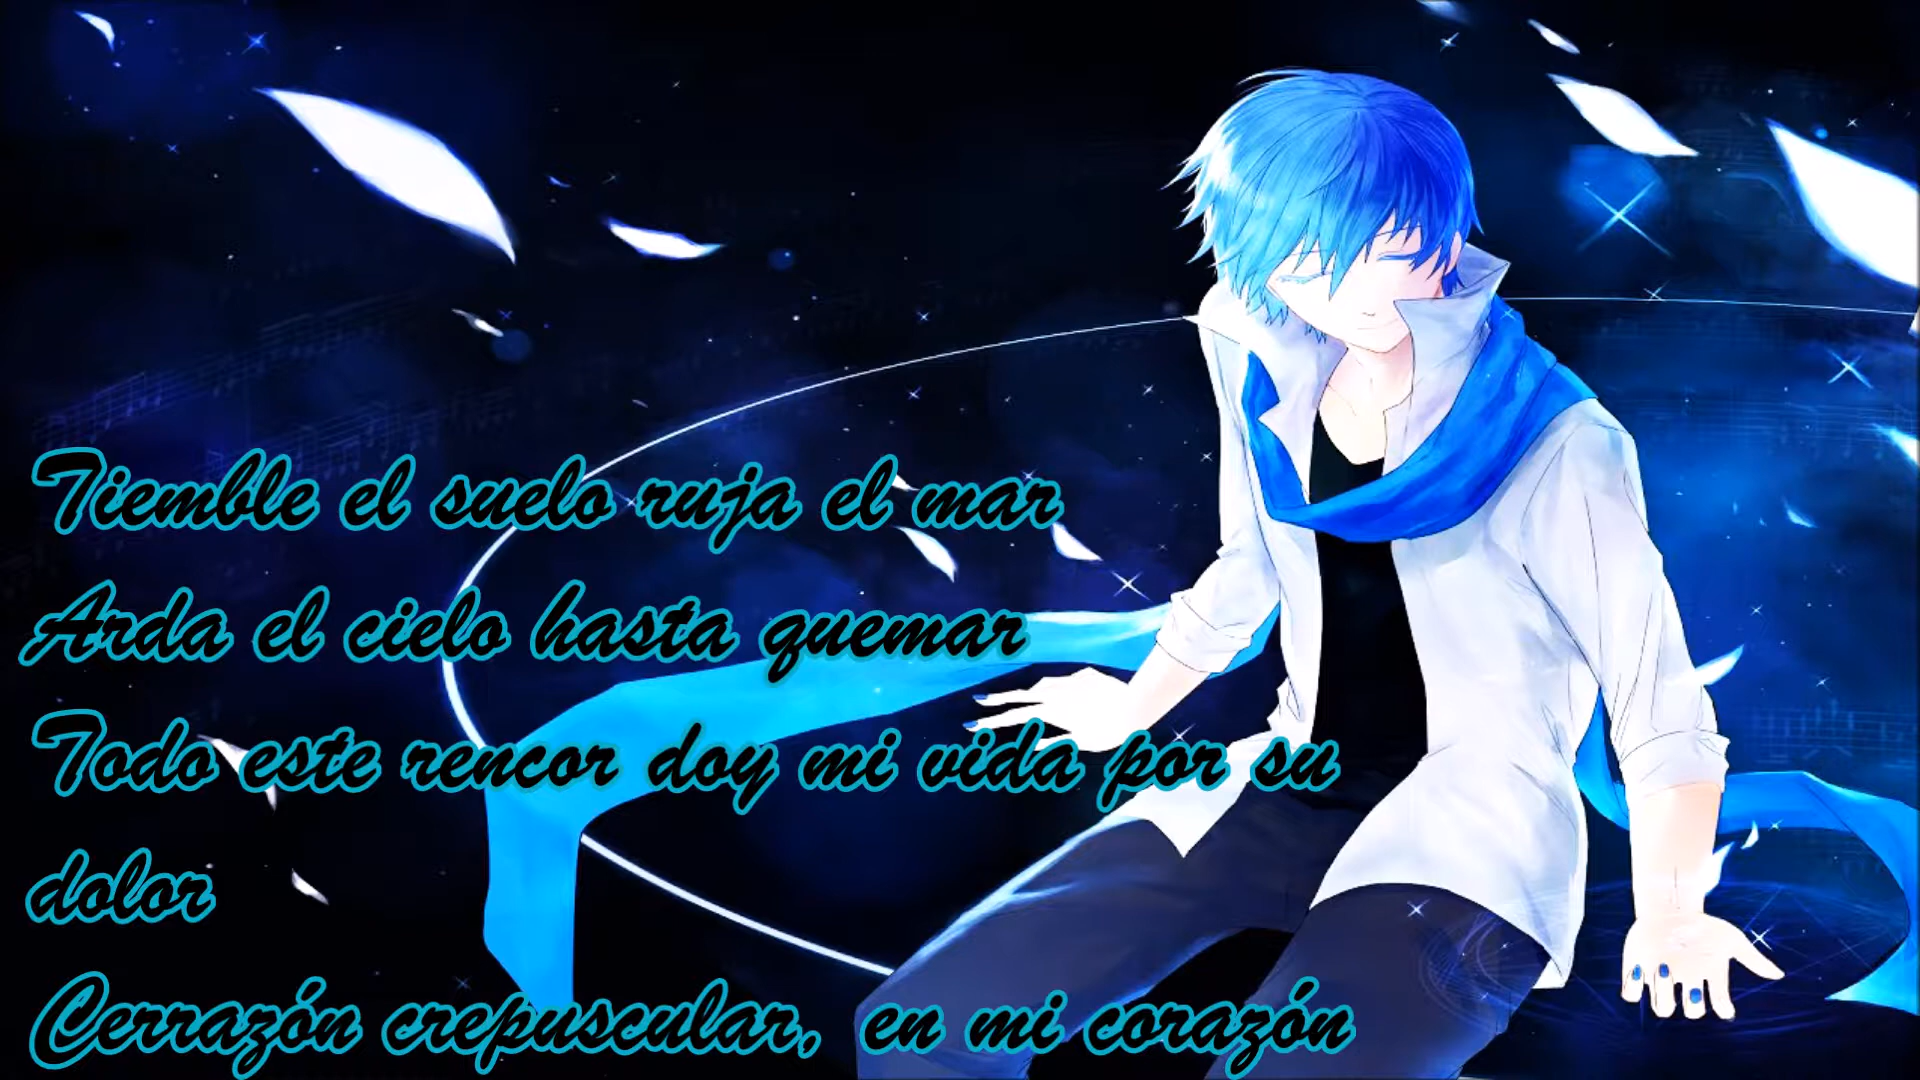 Tiemble el suelo ruja el mar
Arda el cielo hasta quemar
Todo este rencor doy mi vida por su
dolor
Cerrazón crepuscular, en mi corazón